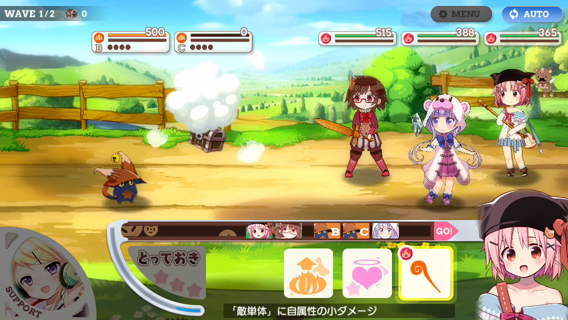 WAVE 1/2 0
MENU
AUTO
500
B
0
C
515
388
365
B
C
GO!
とっておき
SUPPORT
「敵単体」に自属性の小ダメージ